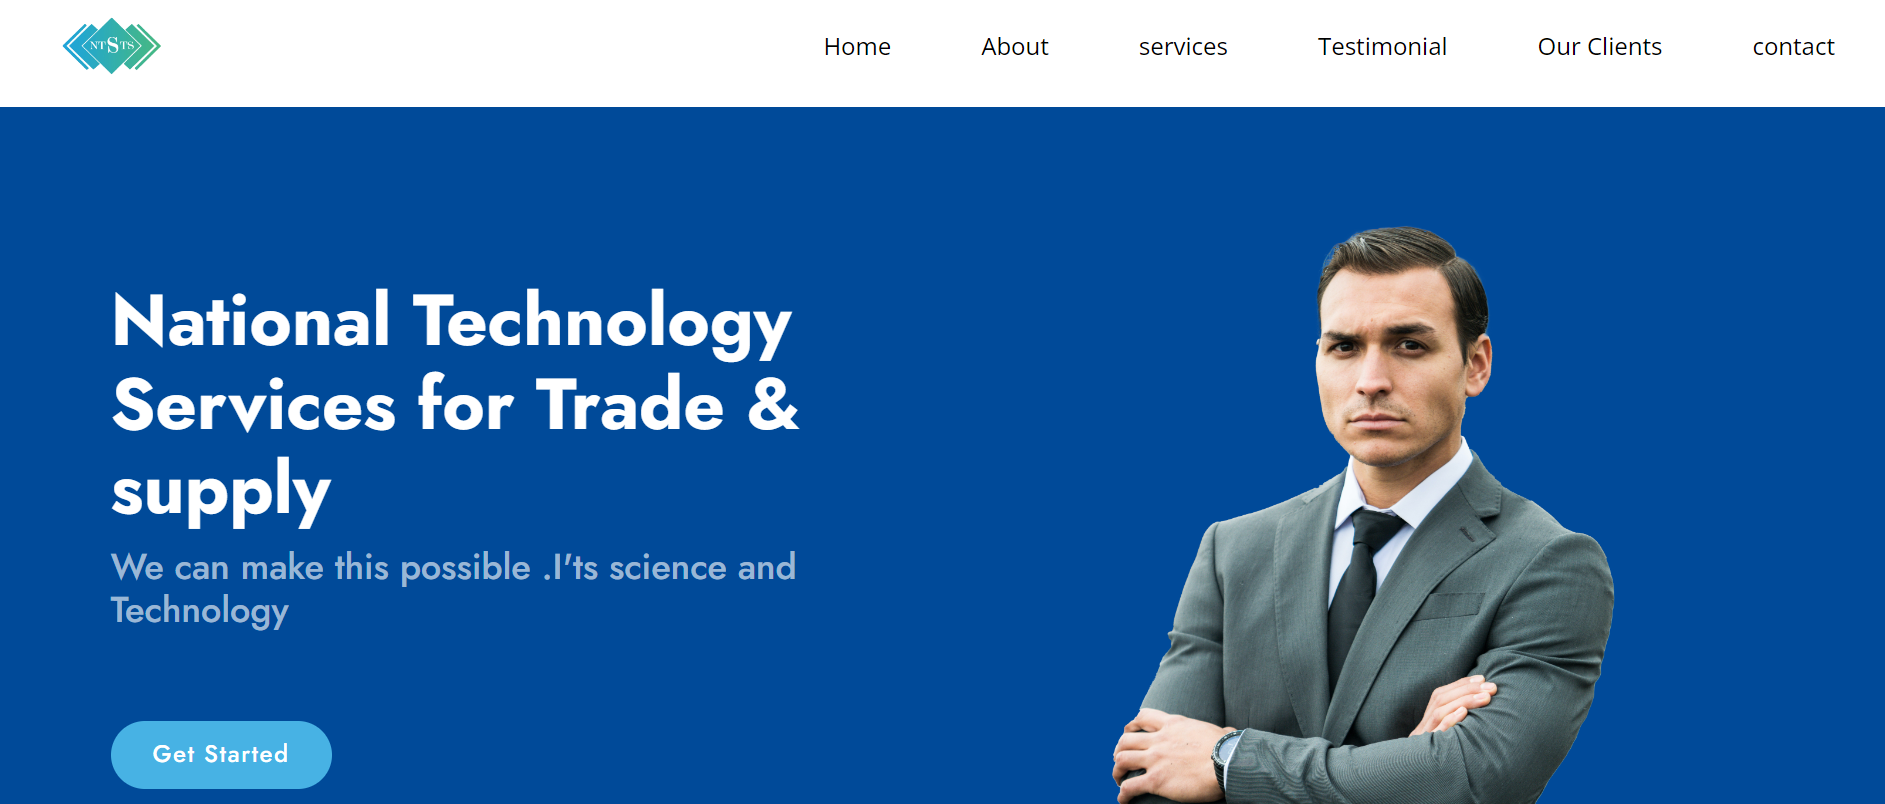 NTSTS
Home About services Testimonial Our Clients contact
National Technology
Services for Trade &
supply
We can make this possible .I'ts science and
Technology
Get Started